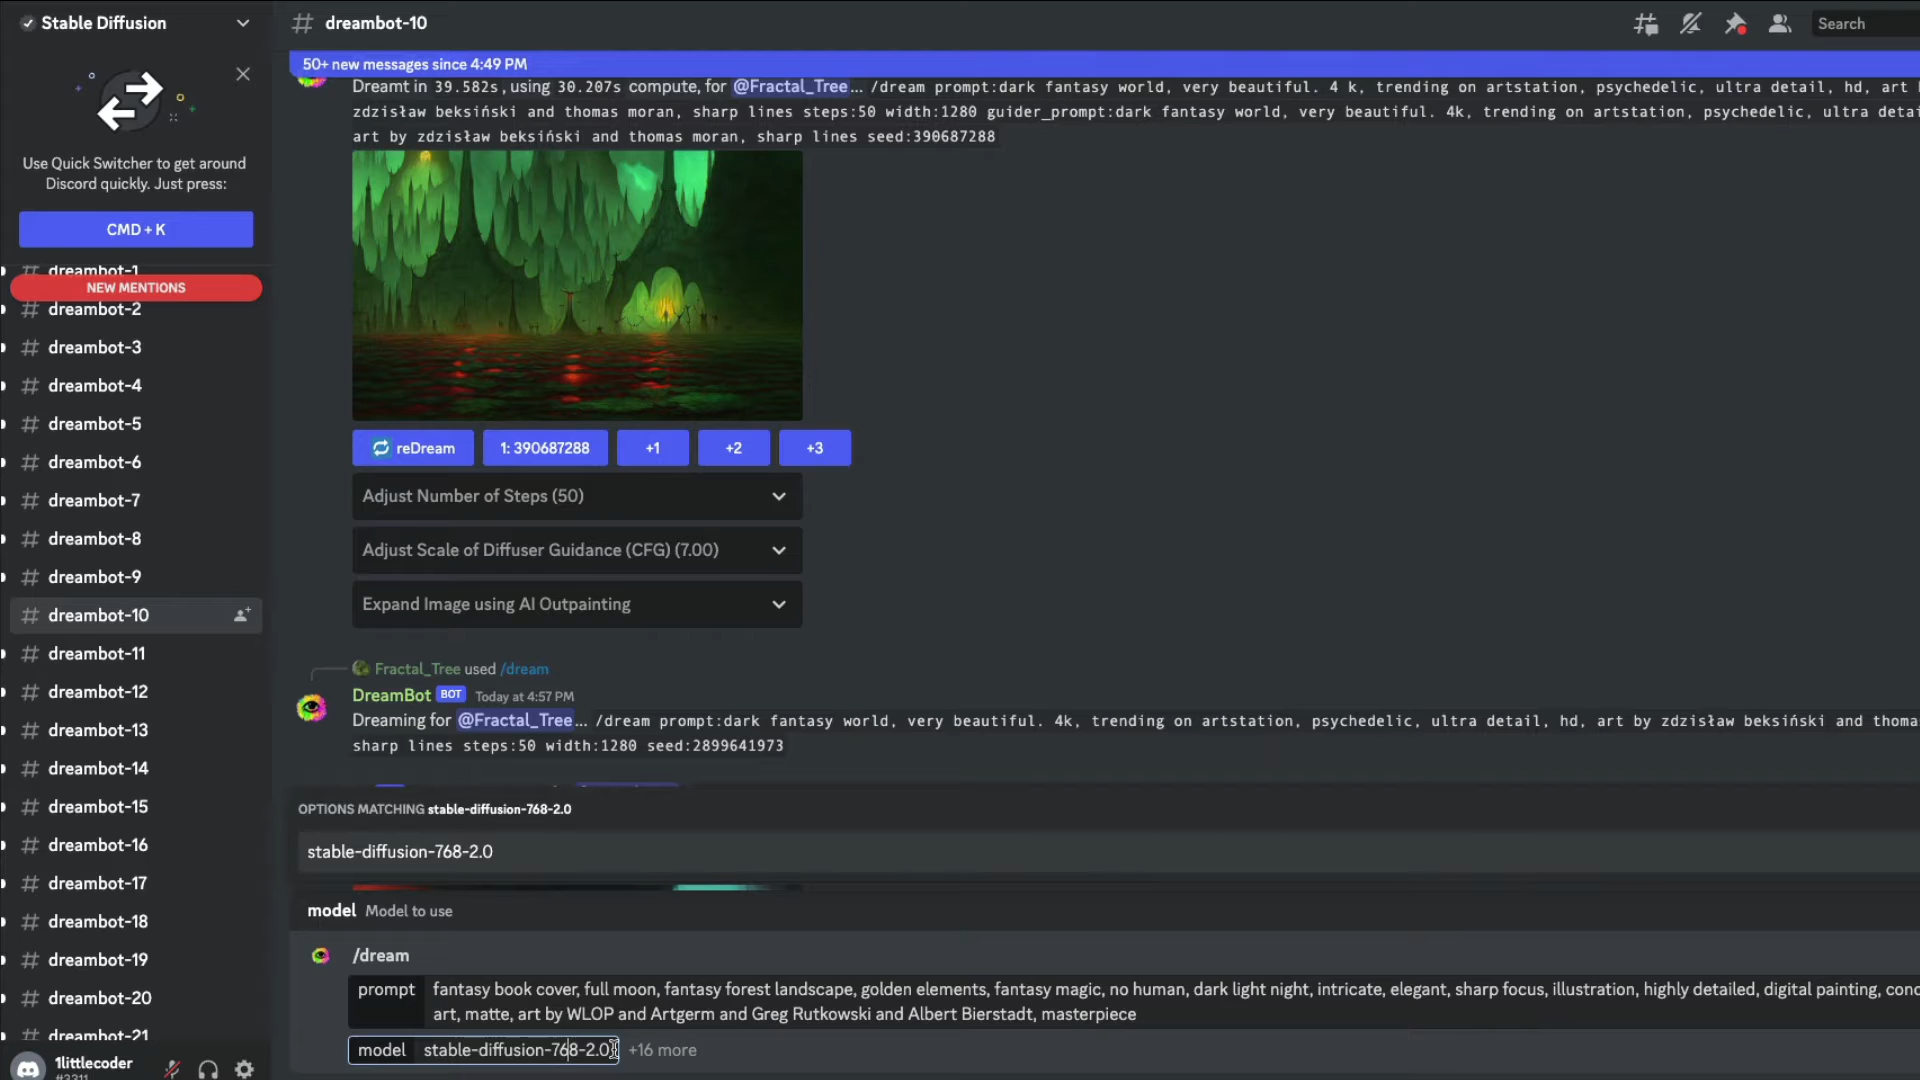 Stable Diffusion
Use Quick Switcher to get around
Discord quickly. Just press:
CMD + K
dreambot-1
NEW MENTIONS
dreambot-2
dreambot-3
dreambot-4
dreambot-5
dreambot-6
dreambot-7
dreambot-8
dreambot-9
dreambot-10
dreambot-11
dreambot-12
dreambot-13
dreambot-14
dreambot-15
dreambot-16
dreambot-17
dreambot-18
dreambot-19
dreambot-20
dreambot-21
1littlecoder
#3311
# dreambot-10
Search
50+ new messages since 4:49 PM
Dreamt in 39.582s, using 30.207s compute, for @Fractal_Tree... /dream prompt:dark fantasy world, very beautiful. 4 k, trending on artstation, psychedelic, ultra detail, hd, art
zdzisław beksiński and thomas moran, sharp lines steps:50 width:1280 guider_prompt:dark fantasy world, very beautiful. 4k, trending on artstation, psychedelic, ultra
art by zdzisław beksiński and thomas moran, sharp lines seed:390687288
reDream 1: 390687288 +1 +2 +3
Adjust Number of Steps (50)
Adjust Scale of Diffuser Guidance (CFG) (7.00)
Expand Image using AI Outpainting
Fractal_Tree used /dream
DreamBot BOT Today at 4:57 PM
Dreaming for @Fractal_Tree... /dream prompt:dark fantasy world, very beautiful. 4k, trending on artstation, psychedelic, ultra detail, hd, art by zdzisław beksiński and
sharp lines steps:50 width:1280 seed:2899641973
OPTIONS MATCHING stable-diffusion-768-2.0
stable-diffusion-768-2.0
model Model to use
/dream
prompt fantasy book cover, full moon, fantasy forest landscape, golden elements, fantasy magic, no human, dark light night, intricate, elegant, sharp focus, illustration, highly detailed, digital painting,
art, matte, art by WLOP and Artgerm and Greg Rutkowski and Albert Bierstadt, masterpiece
model stable-diffusion-768-2.0 +16 more